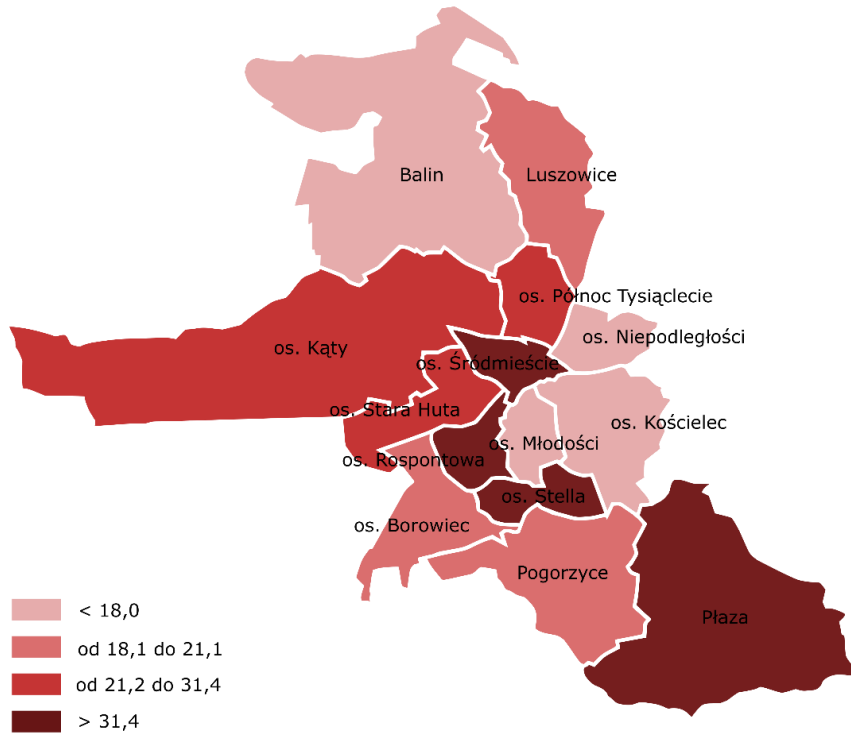 Balin
Luszowice
os. Północ Tysiąclecie
os. Niepodległości
os. Kąty
os. Śródmieście
os. Stara Huta
os. Kościelec
os. Młodości
os. Rospontowa
os. Stella
os. Borowiec
Pogorzyce
Płaza
< 18,0
od 18,1 do 21,1
od 21,2 do 31,4
> 31,4